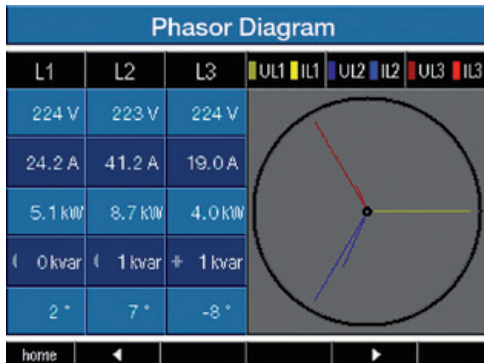 Phasor Diagram
L1 L2 L3 UL1 IL1 UL2 IL2 UL3 IL3
224 V 223 V 224 V
24.2 A 41.2 A 19.0 A
5.1 kW 8.7 kW 4.0 kW
0 kvar 1 kvar 1 kvar
2 ° 7 ° -8 °
home